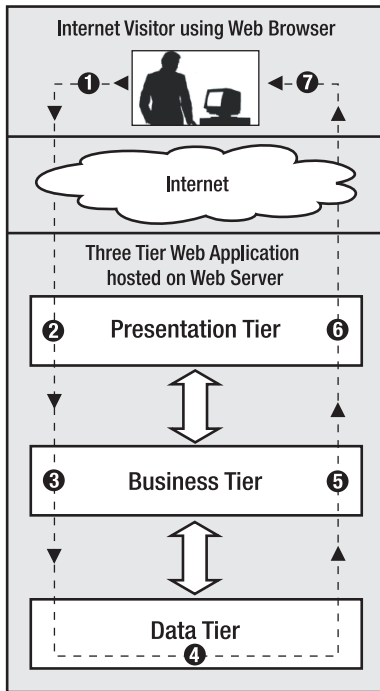 Internet Visitor using Web Browser
1
7
Internet
Three Tier Web Application
hosted on Web Server
2
Presentation Tier
6
3
Business Tier
5
Data Tier
4